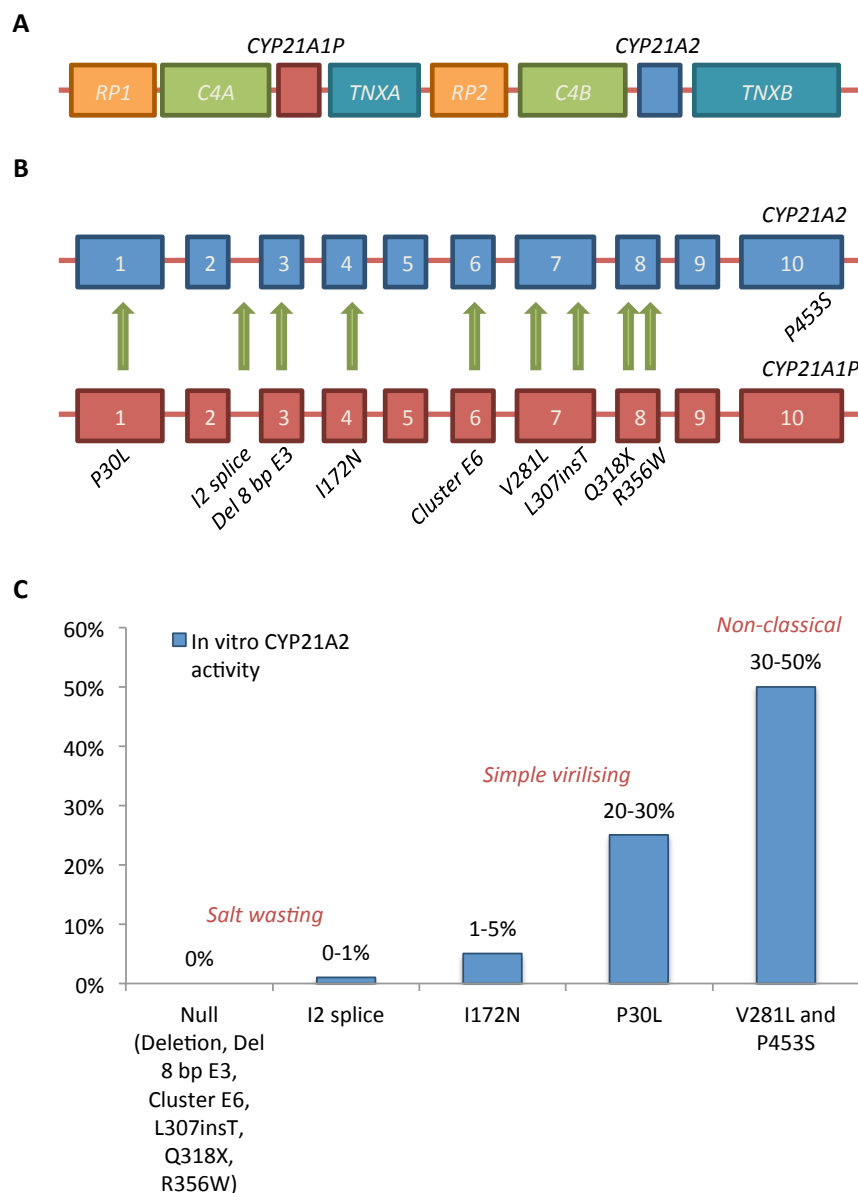 A
CYP21A1P CYP21A2
RP1 C4A TNXA RP2 C4B TNXB
B
CYP21A2
1 2 3 4 5 6 7 8 9 10
P453S
CYP21A1P
1 2 3 4 5 6 7 8 9 10
P30L
I2 splice
Del 8 bp E3
I172N
Cluster E6
V281L
L307insT
Q318X
R356W
C
60%
50%
40%
30%
20%
10%
0%
In vitro CYP21A2
activity
Non-classical
30-50%
Simple virilising
20-30%
Salt wasting
1-5%
0-1%
0%
Null
(Deletion, Del
8 bp E3,
Cluster E6,
L307insT,
Q318X,
R356W)
I2 splice
I172N
P30L
V281L and
P453S